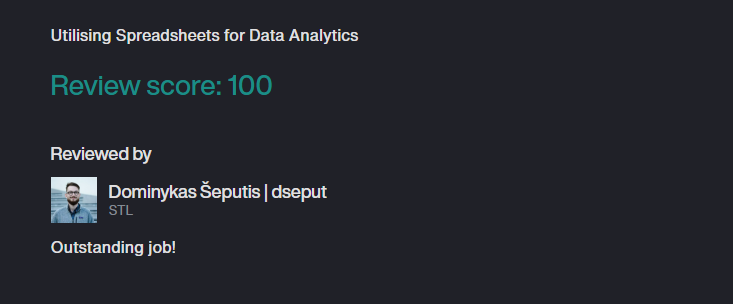 Utilising Spreadsheets for Data Analytics
Review score: 100
Reviewed by
Dominykas Šeputis | dseput
STL
Outstanding job!